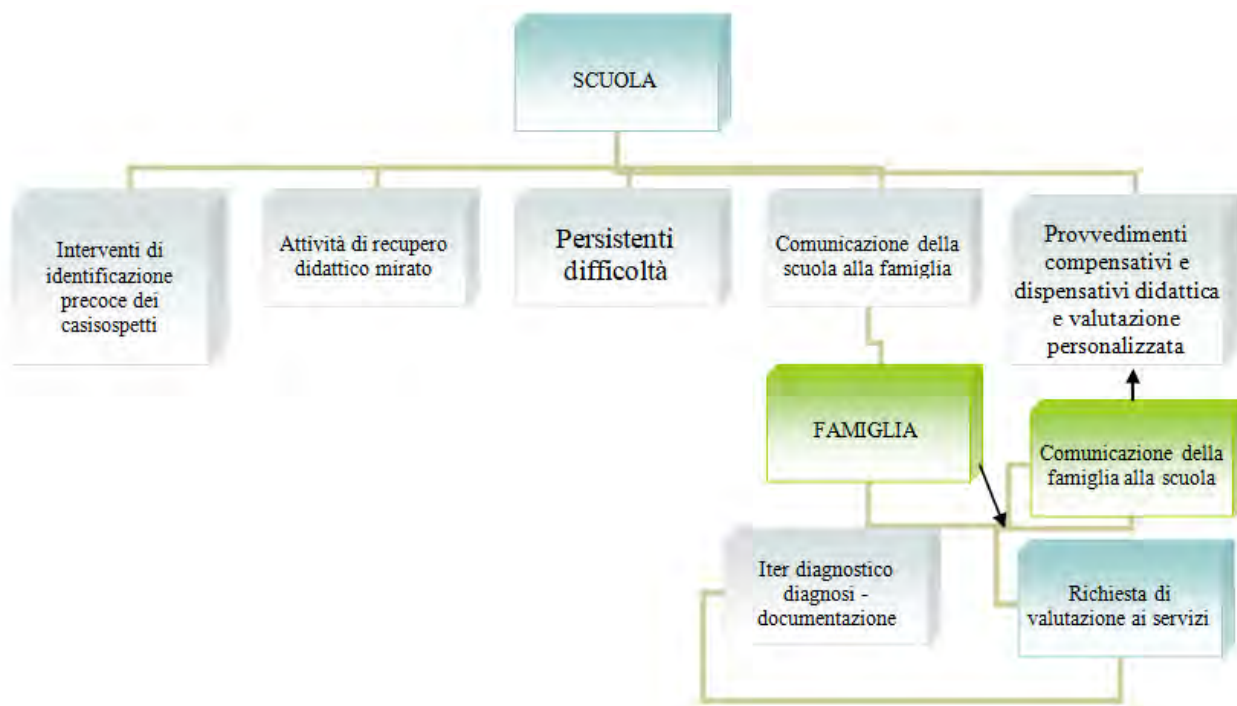 SCUOLA
Interventi di
identificazione
precoce dei
casisospetti
Attività di recupero
didattico mirato
Persistenti
difficoltà
Comunicazione della
scuola alla famiglia
Provvedimenti
compensativi e
dispensativi didattica
e valutazione
personalizzata
FAMIGLIA
Comunicazione della
famiglia alla scuola
Iter diagnostico
diagnosi -
documentazione
Richiesta di
valutazione ai servizi